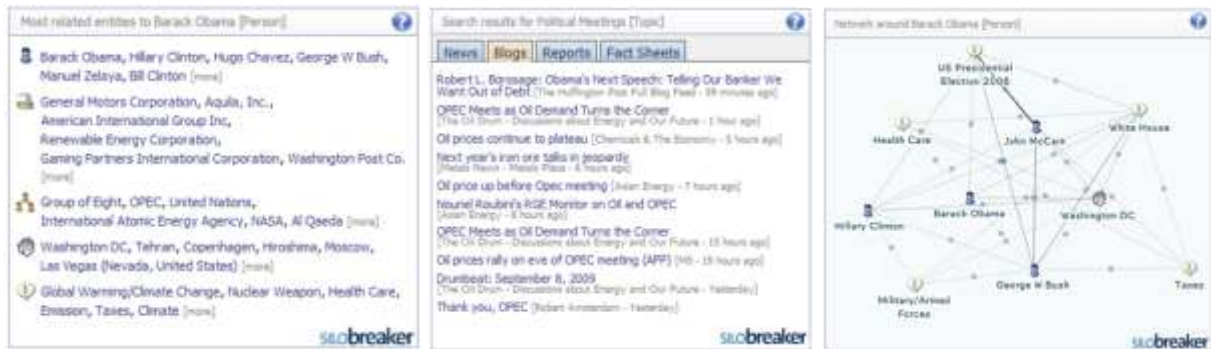 Most related entities to Barack Obama [Person]
Barack Obama, Hillary Clinton, Hugo Chavez, George W Bush,
Manuel Zelaya, Bill Clinton [more]
General Motors Corporation, Aquila, Inc.,
American International Group Inc,
Renewable Energy Corporation,
Gaming Partners International Corporation, Washington Post Co.
[more]
Group of Eight, OPEC, United Nations,
International Atomic Energy Agency, NASA, Al Qaeda [more]
Washington DC, Tehran, Copenhagen, Hiroshima, Moscow,
Las Vegas (Nevada, United States) [more]
Global Warming/Climate Change, Nuclear Weapon, Health Care,
Emission, Taxes, Climate [more]
SILObreaker
Search results for Political Meetings [Topic]
News Blogs Reports Fact Sheets
Robert L. Borosage: Obama's Next Speech: Telling Our Banker We
Want Out of Debt [The Huffington Post Full Blog Feed - 59 minutes ago]
OPEC Meets as Oil Demand Turns the Corner
[The Oil Drum - Discussions about Energy and Our Future - 1 hour ago]
Oil prices continue to plateau [Chemicals & The Economy - 5 hours ago]
Next year's iron ore talks in jeopardy
[Metals News - Metals Place - 6 hours ago]
Oil price up before Opec meeting [Asian Energy - 7 hours ago]
Nouriel Roubini's RGE Monitor on Oil and OPEC
[Asian Energy - 8 hours ago]
OPEC Meets as Oil Demand Turns the Corner
[The Oil Drum - Discussions about Energy and Our Future - 15 hours ago]
Oil prices rally on eve of OPEC meeting (AFP) 
Drumbeat: September 8, 2009
[The Oil Drum - Discussions about Energy and Our Future - Yesterday]
Thank you, OPEC [Robert Amsterdam - Yesterday]
SILObreaker
Network around Barack Obama [Person]
US Presidential
Election 2008
Health Care
John McCain
White House
Hillary Clinton
Barack Obama
Washington DC
George W Bush
Taxes
Military/Armed
Forces
SILObreaker